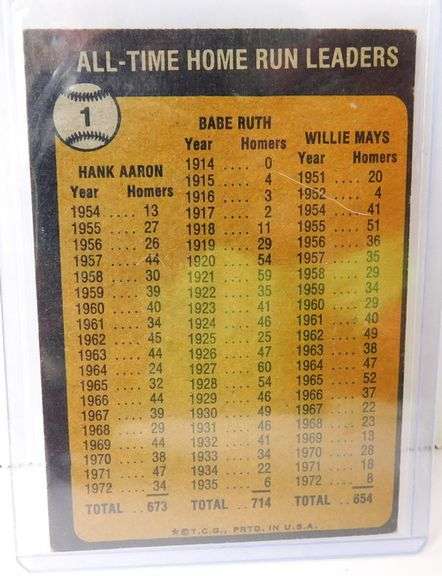 ALL-TIME HOME RUN LEADERS
1
HANK AARON
Year Homers
1954 .... 13
1955 .... 27
1956 .... 26
1957 .... 44
1958 .... 30
1959 .... 39
1960 .... 40
1961 .... 34
1962 .... 45
1963 .... 44
1964 .... 24
1965 .... 32
1966 .... 44
1967 .... 39
1968 .... 29
1969 .... 44
1970 .... 38
1971 .... 47
1972 .... 34
TOTAL .. 673
BABE RUTH
Year Homers
1914 .... 0
1915 .... 4
1916 .... 3
1917 .... 2
1918 .... 11
1919 .... 29
1920 .... 54
1921 .... 59
1922 .... 35
1923 .... 41
1924 .... 46
1925 .... 25
1926 .... 47
1927 .... 60
1928 .... 54
1929 .... 46
1930 .... 49
1931 .... 46
1932 .... 41
1933 .... 34
1934 .... 22
1935 .... 6
TOTAL .. 714
WILLIE MAYS
Year Homers
1951 .... 20
1952 .... 4
1954 .... 41
1955 .... 51
1956 .... 36
1957 .... 35
1958 .... 29
1959 .... 34
1960 .... 29
1961 .... 40
1962 .... 49
1963 .... 38
1964 .... 47
1965 .... 52
1966 .... 37
1967 .... 22
1968 .... 23
1969 .... 13
1970 .... 28
1971 .... 18
1972 .... 8
TOTAL .. 654
★©T.C.G., PRTD. IN U.S.A.